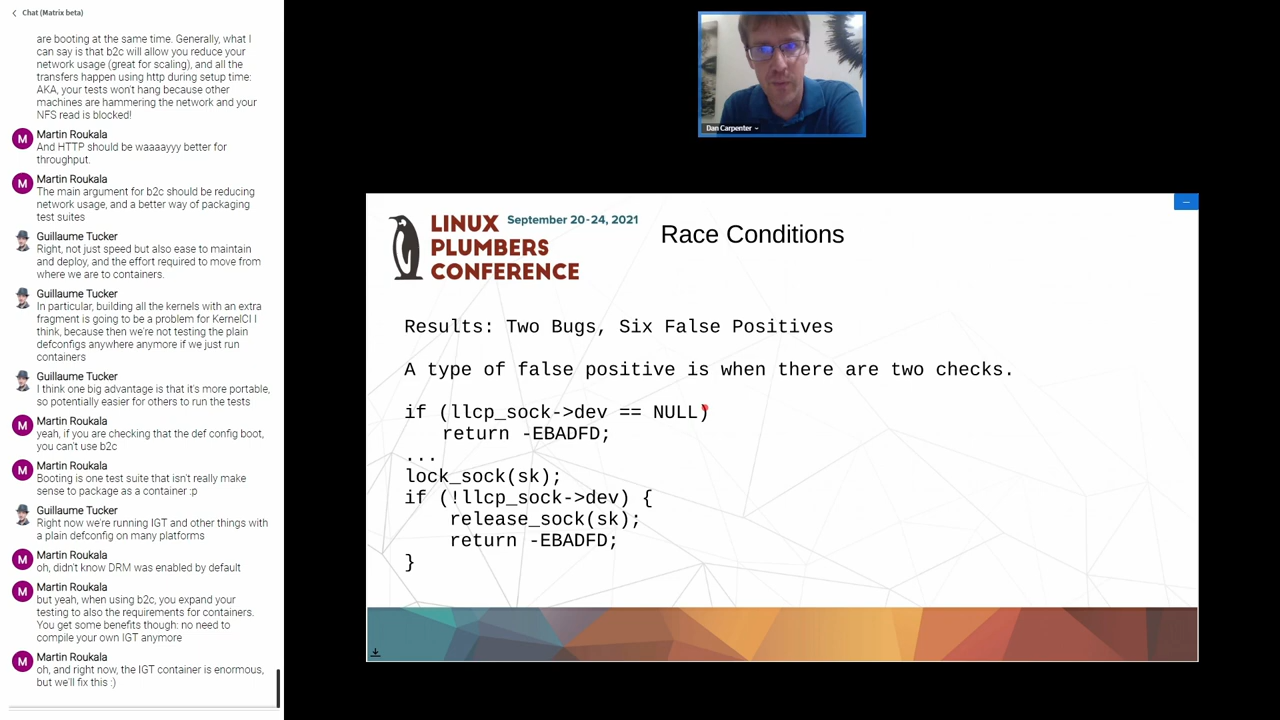 Chat (Matrix beta)
are booting at the same time. Generally, what I
can say is that b2c will allow you reduce your
network usage (great for scaling), and all the
transfers happen using http during setup time:
AKA, your tests won't hang because other
machines are hammering the network and your
NFS read is blocked!
M
Martin Roukala
And HTTP should be waaaayyy better for
throughput.
M
Martin Roukala
The main argument for b2c should be reducing
network usage, and a better way of packaging
test suites
Guillaume Tucker
Right, not just speed but also ease to maintain
and deploy, and the effort required to move from
where we are to containers.
Guillaume Tucker
In particular, building all the kernels with an extra
fragment is going to be a problem for KernelCI I
think, because then we're not testing the plain
defconfigs anywhere anymore if we just run
containers
Guillaume Tucker
I think one big advantage is that it's more portable,
so potentially easier for others to run the tests
M
Martin Roukala
yeah, if you are checking that the def config boot,
you can't use b2c
M
Martin Roukala
Booting is one test suite that isn't really make
sense to package as a container :p
Guillaume Tucker
Right now we're running IGT and other things with
a plain defconfig on many platforms
M
Martin Roukala
oh, didn't know DRM was enabled by default
M
Martin Roukala
but yeah, when using b2c, you expand your
testing to also the requirements for containers.
You get some benefits though: no need to
compile your own IGT anymore
M
Martin Roukala
oh, and right now, the IGT container is enormous,
but we'll fix this :)
Dan Carpenter
LINUX
PLUMBERS
CONFERENCE
September 20-24, 2021
Race Conditions
Results: Two Bugs, Six False Positives
A type of false positive is when there are two checks.
if (llcp_sock->dev == NULL)
return -EBADFD;
...
lock_sock(sk);
if (!llcp_sock->dev) {
release_sock(sk);
return -EBADFD;
}